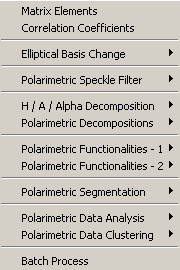 Matrix Elements
Correlation Coefficients
Elliptical Basis Change
Polarimetric Speckle Filter
H / A / Alpha Decomposition
Polarimetric Decompositions
Polarimetric Functionalities - 1
Polarimetric Functionalities - 2
Polarimetric Segmentation
Polarimetric Data Analysis
Polarimetric Data Clustering
Batch Process